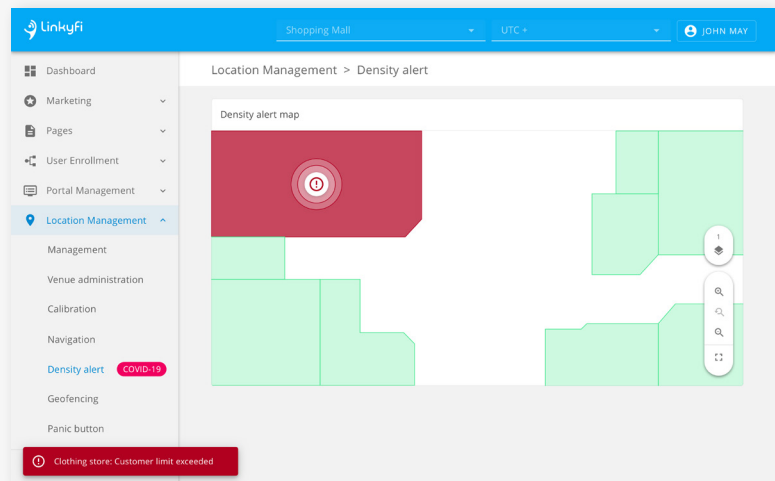 linkyfi
Shopping Mall
UTC +
JOHN MAY
Dashboard
Marketing
Pages
User Enrollment
Portal Management
Location Management
Management
Venue administration
Calibration
Navigation
Density alert COVID-19
Geofencing
Panic button
Location Management > Density alert
Density alert map
1
Clothing store: Customer limit exceeded